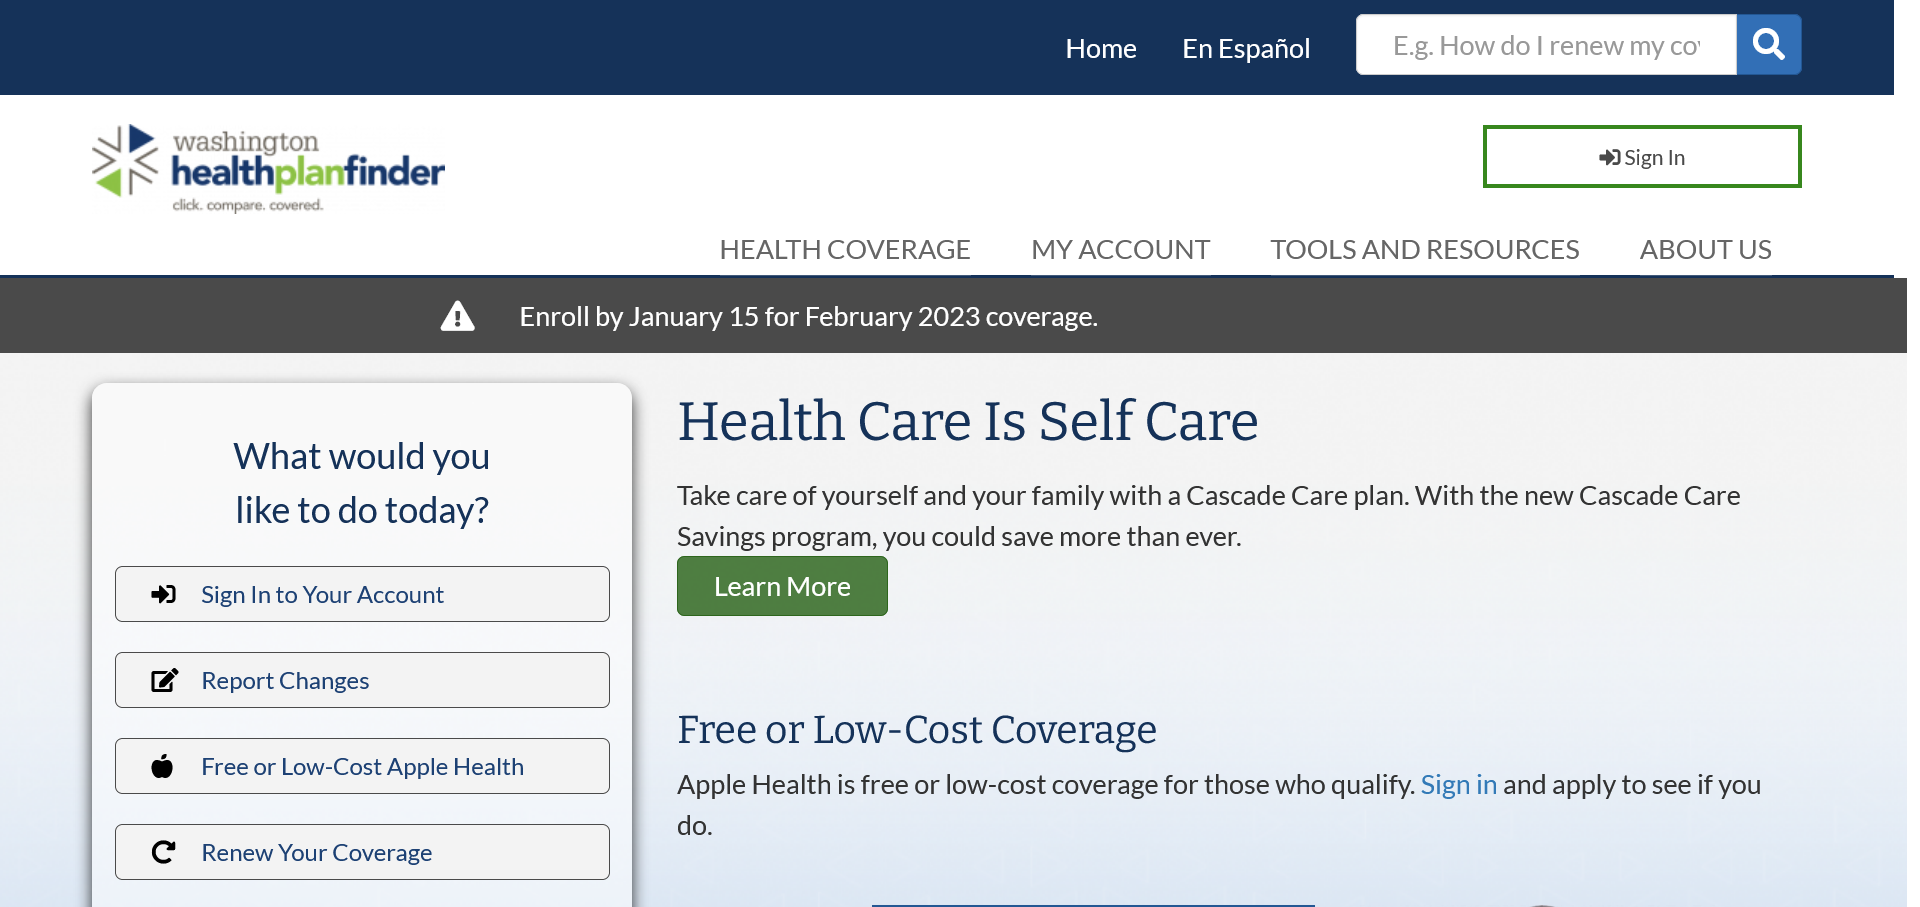 Home
En Español
E.g. How do I renew my co
washington
healthplanfinder
click. compare. covered.
Sign In
HEALTH COVERAGE
MY ACCOUNT
TOOLS AND RESOURCES
ABOUT US
Enroll by January 15 for February 2023 coverage.
What would you
like to do today?
Sign In to Your Account
Report Changes
Free or Low-Cost Apple Health
Renew Your Coverage
Health Care Is Self Care
Take care of yourself and your family with a Cascade Care plan. With the new Cascade Care
Savings program, you could save more than ever.
Learn More
Free or Low-Cost Coverage
Apple Health is free or low-cost coverage for those who qualify. Sign in and apply to see if you
do.